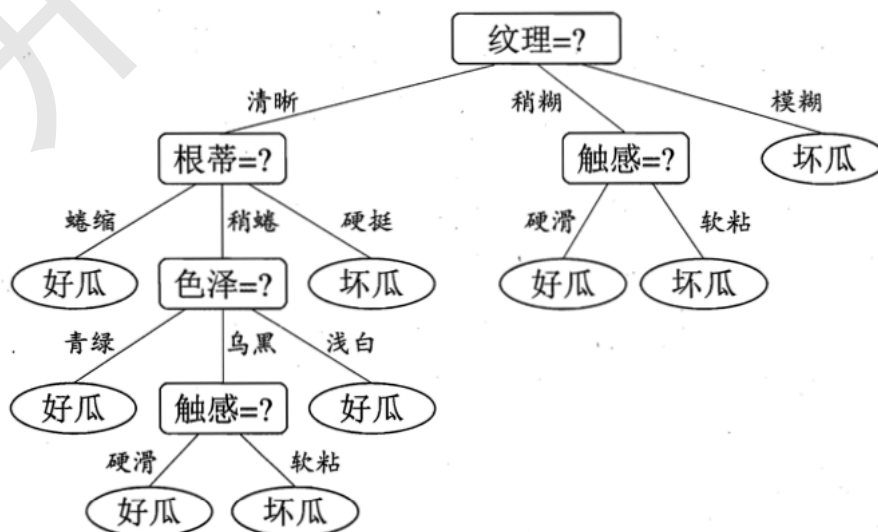 纹理=?
清晰
稍糊
模糊
根蒂=?
触感=?
坏瓜
蜷缩
稍蜷
硬挺
硬滑
软粘
好瓜
色泽=?
坏瓜
好瓜
坏瓜
青绿
乌黑
浅白
好瓜
触感=?
好瓜
硬滑
软粘
好瓜
坏瓜